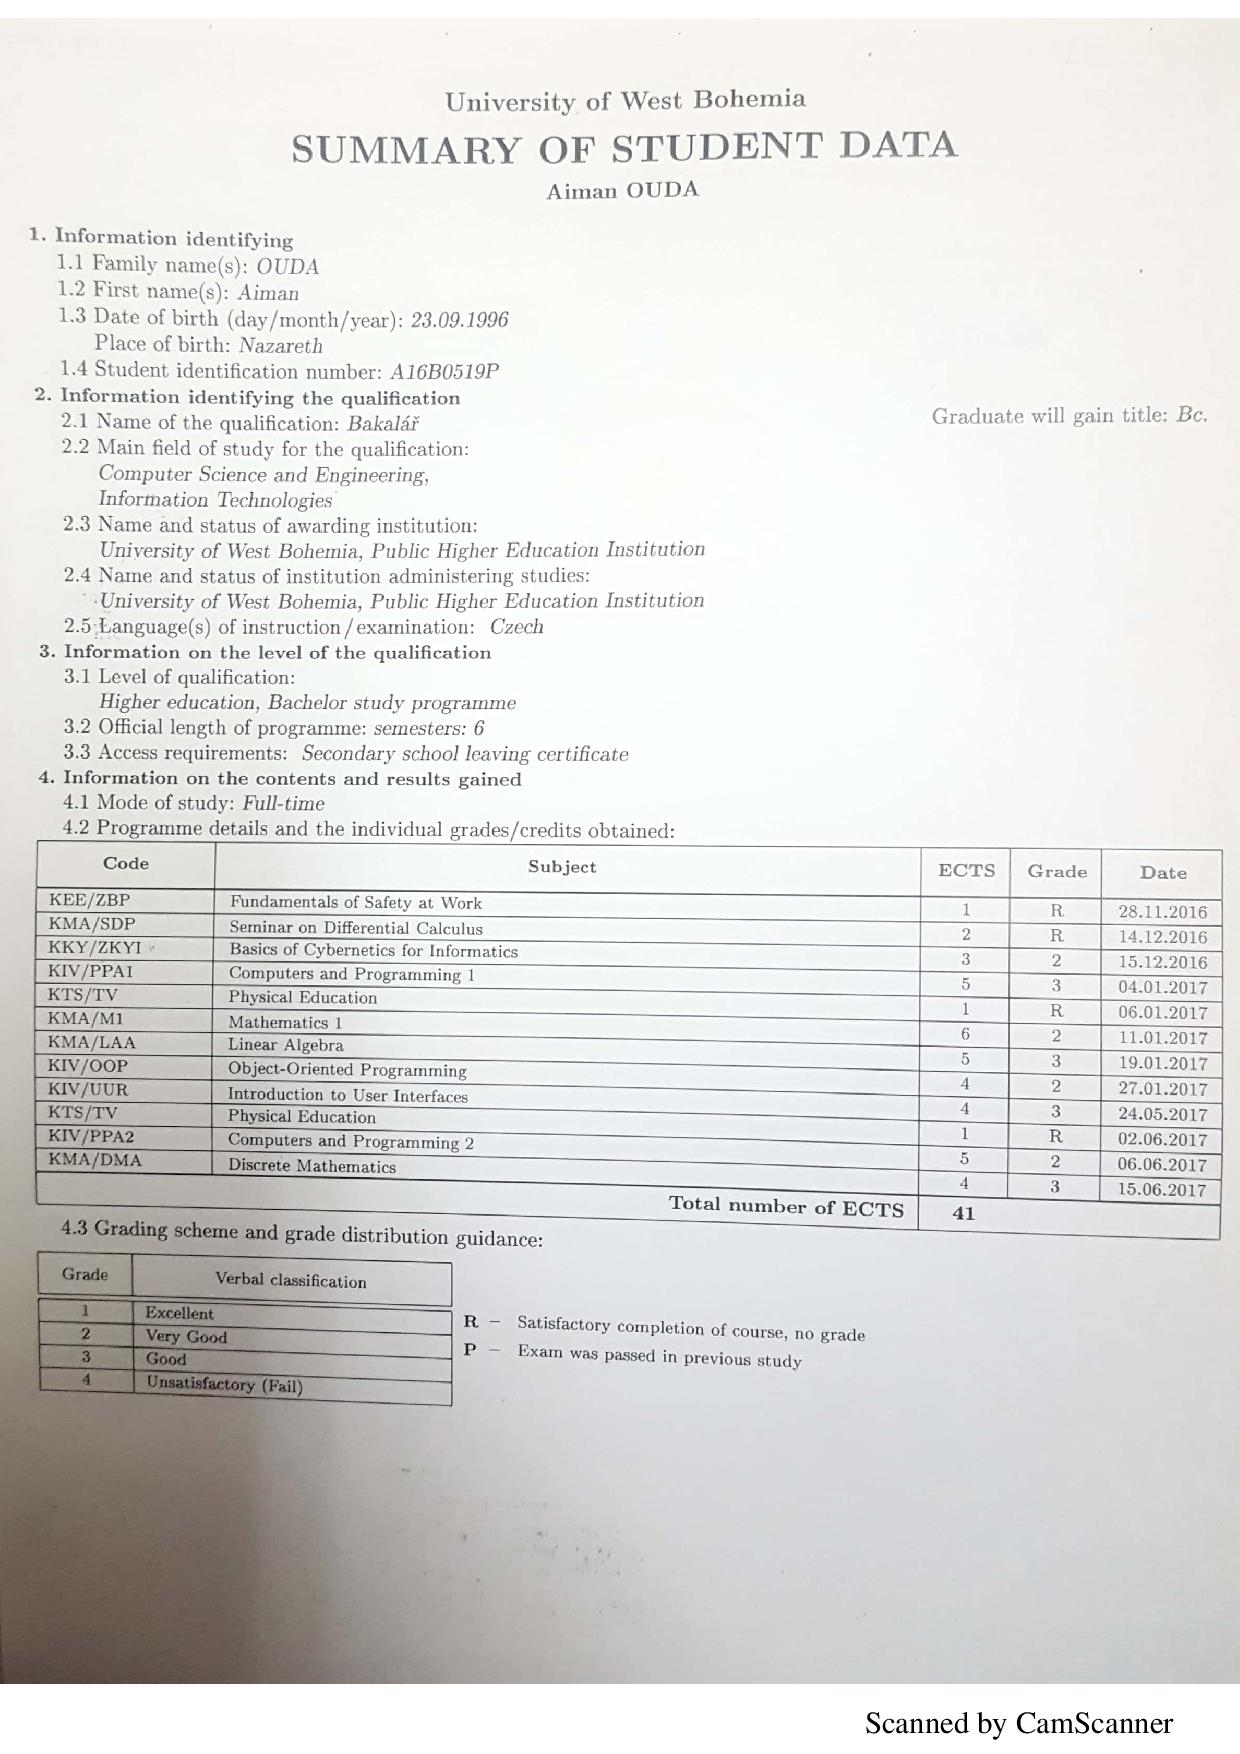 University of West Bohemia
SUMMARY OF STUDENT DATA
Aiman OUDA
1. Information identifying
1.1 Family name(s): OUDA
1.2 First name(s): Aiman
1.3 Date of birth (day/month/year): 23.09.1996
Place of birth: Nazareth
1.4 Student identification number: A16B0519P
2. Information identifying the qualification
2.1 Name of the qualification: Bakalář
Graduate will gain title: Bc.
2.2 Main field of study for the qualification:
Computer Science and Engineering,
Information Technologies
2.3 Name and status of awarding institution:
University of West Bohemia, Public Higher Education Institution
2.4 Name and status of institution administering studies:
University of West Bohemia, Public Higher Education Institution
2.5 Language(s) of instruction/examination: Czech
3. Information on the level of the qualification
3.1 Level of qualification:
Higher education, Bachelor study programme
3.2 Official length of programme: semesters: 6
3.3 Access requirements: Secondary school leaving certificate
4. Information on the contents and results gained
4.1 Mode of study: Full-time
4.2 Programme details and the individual grades/credits obtained:
Code Subject ECTS Grade Date
KEE/ZBP Fundamentals of Safety at Work 1 R 28.11.2016
KMA/SDP Seminar on Differential Calculus 2 R 14.12.2016
KKY/ZKYI Basics of Cybernetics for Informatics 3 2 15.12.2016
KIV/PPA1 Computers and Programming 1 5 3 04.01.2017
KTS/TV Physical Education 1 R 06.01.2017
KMA/M1 Mathematics 1 6 2 11.01.2017
KMA/LAA Linear Algebra 5 3 19.01.2017
KIV/OOP Object-Oriented Programming 4 2 27.01.2017
KIV/UUR Introduction to User Interfaces 4 3 24.05.2017
KTS/TV Physical Education 1 R 02.06.2017
KIV/PPA2 Computers and Programming 2 5 2 06.06.2017
KMA/DMA Discrete Mathematics 4 3 15.06.2017
Total number of ECTS 41
4.3 Grading scheme and grade distribution guidance:
Grade Verbal classification
1 Excellent
2 Very Good
3 Good
4 Unsatisfactory (Fail)
R – Satisfactory completion of course, no grade
P – Exam was passed in previous study
Scanned by CamScanner